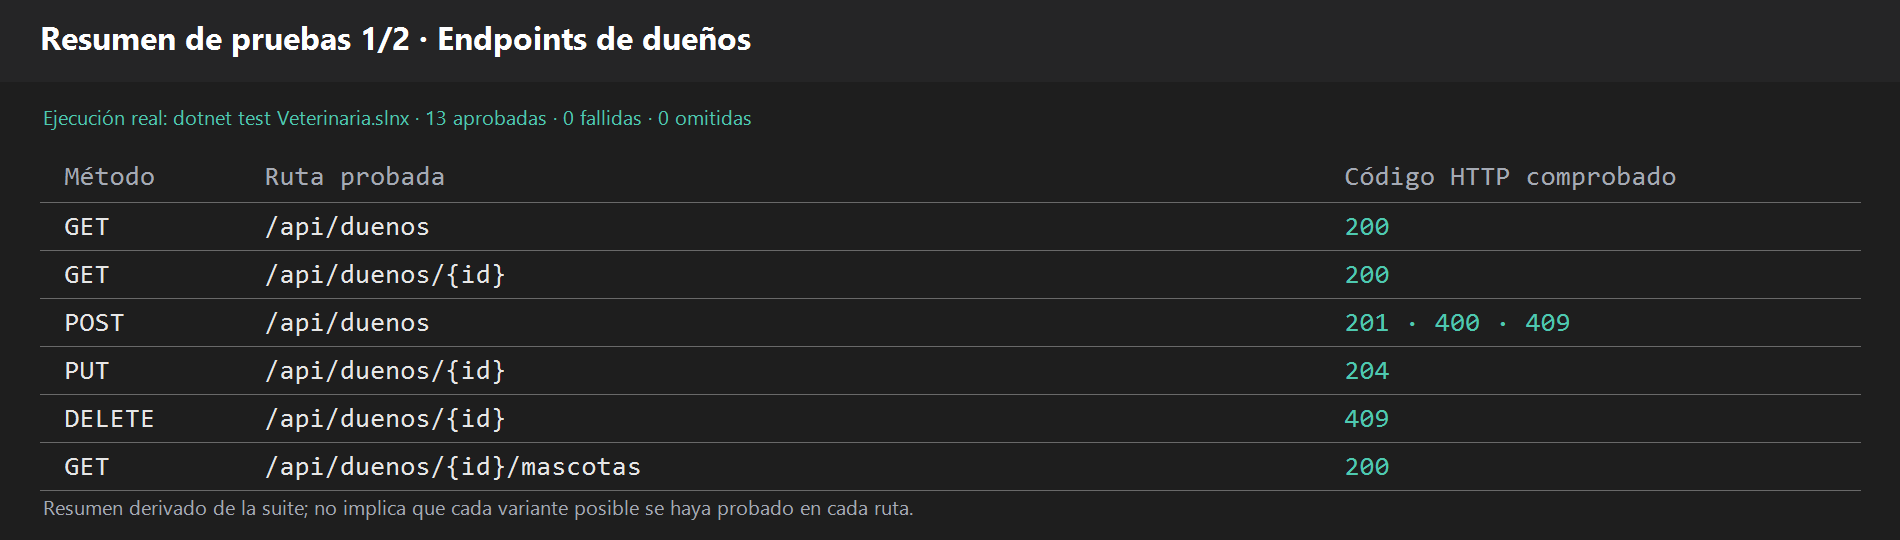 Resumen de pruebas 1/2 · Endpoints de dueños
Ejecución real: dotnet test Veterinaria.slnx · 13 aprobadas · 0 fallidas · 0 omitidas
Método Ruta probada Código HTTP comprobado
GET /api/duenos 200
GET /api/duenos/{id} 200
POST /api/duenos 201 · 400 · 409
PUT /api/duenos/{id} 204
DELETE /api/duenos/{id} 409
GET /api/duenos/{id}/mascotas 200
Resumen derivado de la suite; no implica que cada variante posible se haya probado en cada ruta.